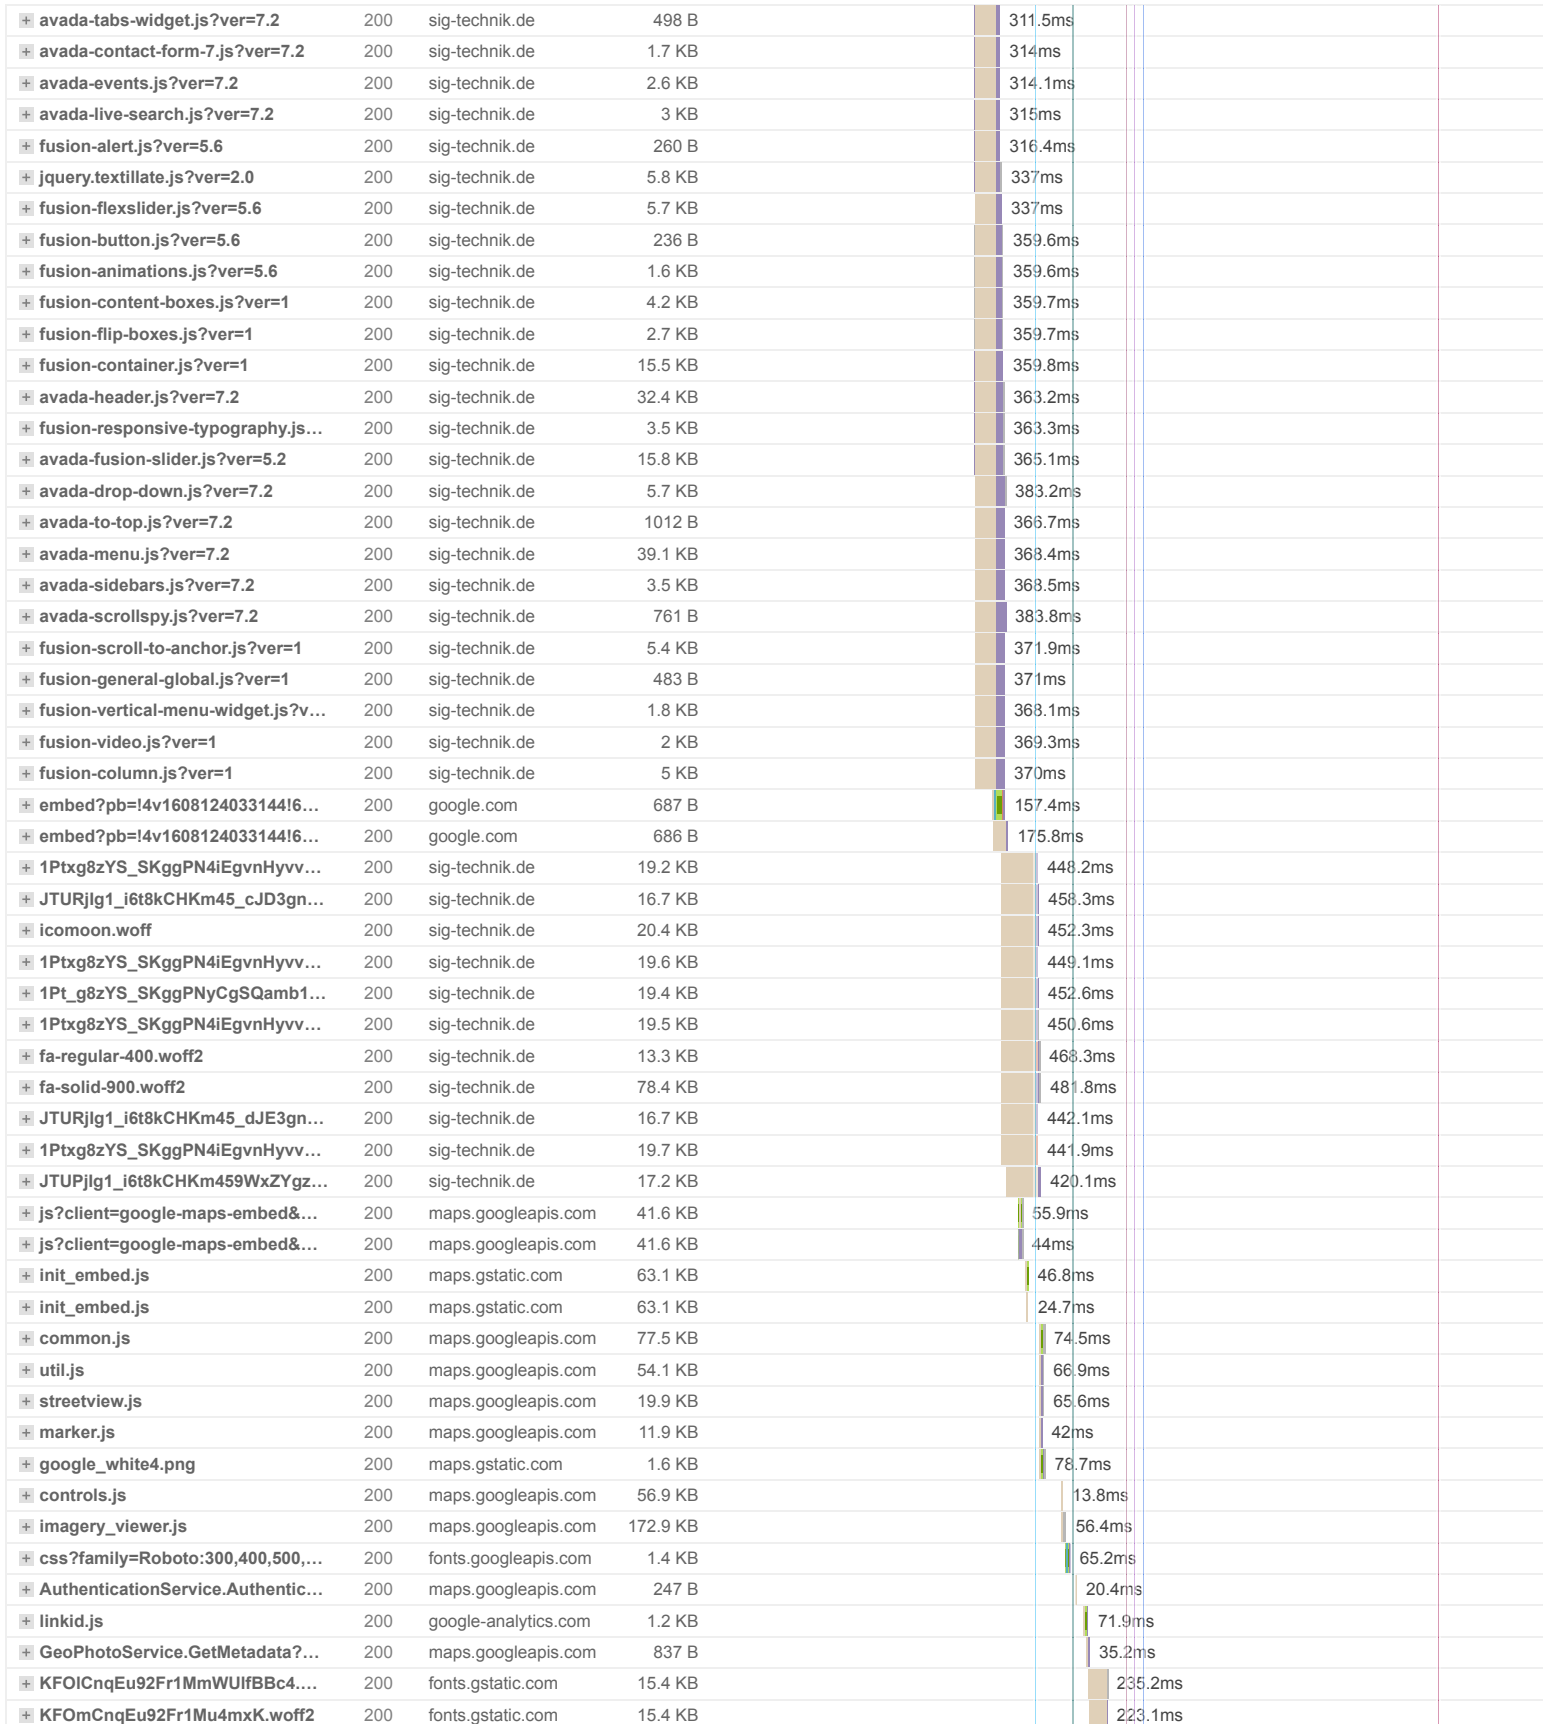 avada-tabs-widget.js?ver=7.2 200 sig-technik.de 498 B 311.5ms
avada-contact-form-7.js?ver=7.2 200 sig-technik.de 1.7 KB 314ms
avada-events.js?ver=7.2 200 sig-technik.de 2.6 KB 314.1ms
avada-live-search.js?ver=7.2 200 sig-technik.de 3 KB 315ms
fusion-alert.js?ver=5.6 200 sig-technik.de 260 B 316.4ms
jquery.textillate.js?ver=2.0 200 sig-technik.de 5.8 KB 337ms
fusion-flexslider.js?ver=5.6 200 sig-technik.de 5.7 KB 337ms
fusion-button.js?ver=5.6 200 sig-technik.de 236 B 359.6ms
fusion-animations.js?ver=5.6 200 sig-technik.de 1.6 KB 359.6ms
fusion-content-boxes.js?ver=1 200 sig-technik.de 4.2 KB 359.7ms
fusion-flip-boxes.js?ver=1 200 sig-technik.de 2.7 KB 359.7ms
fusion-container.js?ver=1 200 sig-technik.de 15.5 KB 359.8ms
avada-header.js?ver=7.2 200 sig-technik.de 32.4 KB 363.2ms
fusion-responsive-typography.js... 200 sig-technik.de 3.5 KB 363.3ms
avada-fusion-slider.js?ver=5.2 200 sig-technik.de 15.8 KB 365.1ms
avada-drop-down.js?ver=7.2 200 sig-technik.de 5.7 KB 383.2ms
avada-to-top.js?ver=7.2 200 sig-technik.de 1012 B 366.7ms
avada-menu.js?ver=7.2 200 sig-technik.de 39.1 KB 368.4ms
avada-sidebars.js?ver=7.2 200 sig-technik.de 3.5 KB 368.5ms
avada-scrollspy.js?ver=7.2 200 sig-technik.de 761 B 383.8ms
fusion-scroll-to-anchor.js?ver=1 200 sig-technik.de 5.4 KB 371.9ms
fusion-general-global.js?ver=1 200 sig-technik.de 483 B 371ms
fusion-vertical-menu-widget.js?v... 200 sig-technik.de 1.8 KB 368.1ms
fusion-video.js?ver=1 200 sig-technik.de 2 KB 369.3ms
fusion-column.js?ver=1 200 sig-technik.de 5 KB 370ms
embed?pb=!4v1608124033144!6... 200 google.com 687 B 157.4ms
embed?pb=!4v1608124033144!6... 200 google.com 686 B 175.8ms
1Ptxg8zYS_SKggPN4iEgvnHyvv... 200 sig-technik.de 19.2 KB 448.2ms
JTURjIg1_i6t8kCHKm45_cJD3gn... 200 sig-technik.de 16.7 KB 458.3ms
icomoon.woff 200 sig-technik.de 20.4 KB 452.3ms
1Ptxg8zYS_SKggPN4iEgvnHyvv... 200 sig-technik.de 19.6 KB 449.1ms
1Pt_g8zYS_SKggPNyCgSQamb1... 200 sig-technik.de 19.4 KB 452.6ms
1Ptxg8zYS_SKggPN4iEgvnHyvv... 200 sig-technik.de 19.5 KB 450.6ms
fa-regular-400.woff2 200 sig-technik.de 13.3 KB 468.3ms
fa-solid-900.woff2 200 sig-technik.de 78.4 KB 481.8ms
JTURjIg1_i6t8kCHKm45_dJE3gn... 200 sig-technik.de 16.7 KB 442.1ms
1Ptxg8zYS_SKggPN4iEgvnHyvv... 200 sig-technik.de 19.7 KB 441.9ms
JTUPjIg1_i6t8kCHKm459WxZYgz... 200 sig-technik.de 17.2 KB 420.1ms
js?client=google-maps-embed&... 200 maps.googleapis.com 41.6 KB 55.9ms
js?client=google-maps-embed&... 200 maps.googleapis.com 41.6 KB 44ms
init_embed.js 200 maps.gstatic.com 63.1 KB 46.8ms
init_embed.js 200 maps.gstatic.com 63.1 KB 24.7ms
common.js 200 maps.googleapis.com 77.5 KB 74.5ms
util.js 200 maps.googleapis.com 54.1 KB 66.9ms
streetview.js 200 maps.googleapis.com 19.9 KB 65.6ms
marker.js 200 maps.googleapis.com 11.9 KB 42ms
google_white4.png 200 maps.gstatic.com 1.6 KB 78.7ms
controls.js 200 maps.googleapis.com 56.9 KB 13.8ms
imagery_viewer.js 200 maps.googleapis.com 172.9 KB 56.4ms
css?family=Roboto:300,400,500,... 200 fonts.googleapis.com 1.4 KB 65.2ms
AuthenticationService.Authentic... 200 maps.googleapis.com 247 B 20.4ms
linkid.js 200 google-analytics.com 1.2 KB 71.9ms
GeoPhotoService.GetMetadata?... 200 maps.googleapis.com 837 B 35.2ms
KFOlCnqEu92Fr1MmWUlfBBc4.... 200 fonts.gstatic.com 15.4 KB 235.2ms
KFOmCnqEu92Fr1Mu4mxK.woff2 200 fonts.gstatic.com 15.4 KB 223.1ms